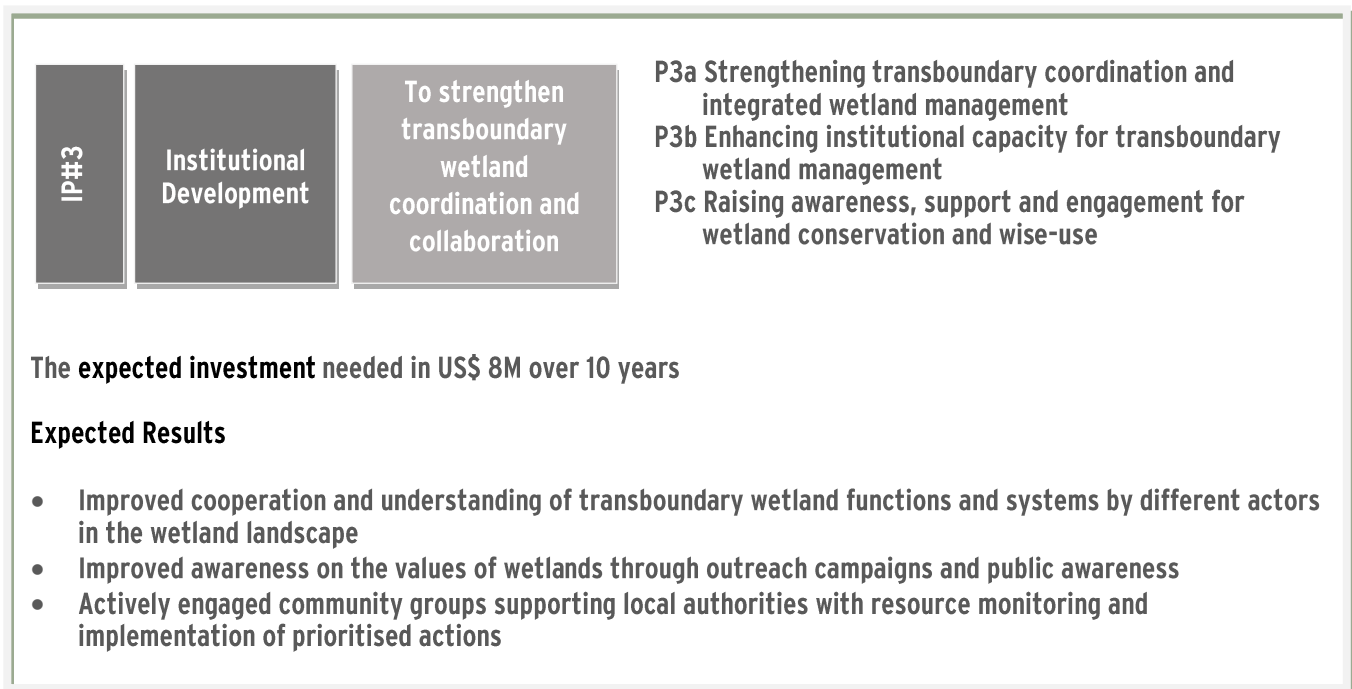 IP#3
Institutional
Development
To strengthen
transboundary
wetland
coordination and
collaboration
P3a Strengthening transboundary coordination and
integrated wetland management
P3b Enhancing institutional capacity for transboundary
wetland management
P3c Raising awareness, support and engagement for
wetland conservation and wise-use
The expected investment needed in US$ 8M over 10 years
Expected Results
• Improved cooperation and understanding of transboundary wetland functions and systems by different actors
in the wetland landscape
• Improved awareness on the values of wetlands through outreach campaigns and public awareness
• Actively engaged community groups supporting local authorities with resource monitoring and
implementation of prioritised actions